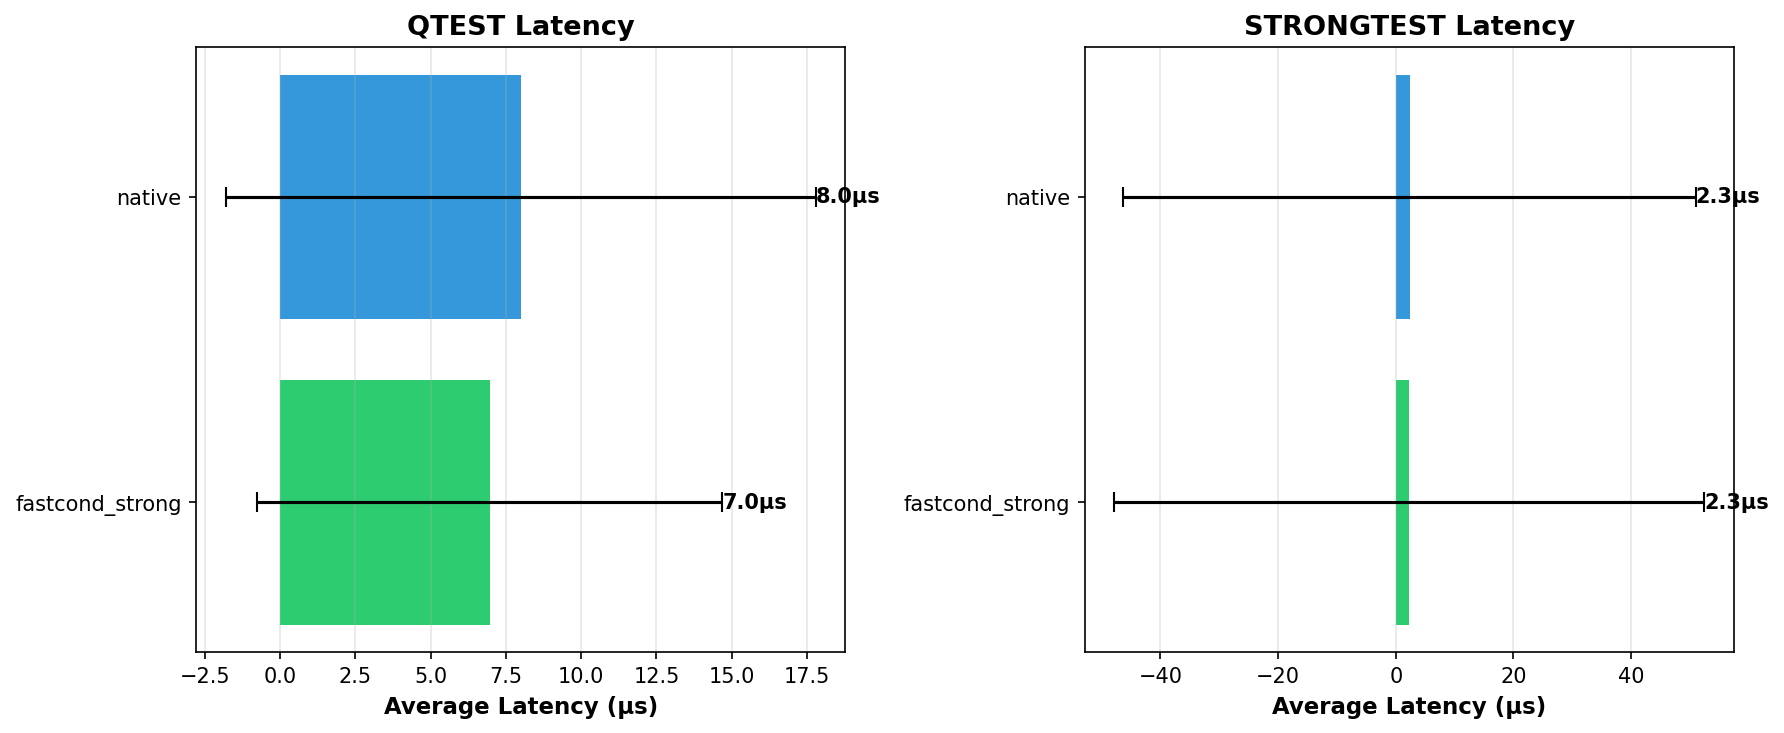 QTEST Latency
native
8.0μs
fastcond_strong
7.0μs
−2.5 0.0 2.5 5.0 7.5 10.0 12.5 15.0 17.5
Average Latency (μs)
STRONGTEST Latency
native
2.3μs
fastcond_strong
2.3μs
−40 −20 0 20 40
Average Latency (μs)